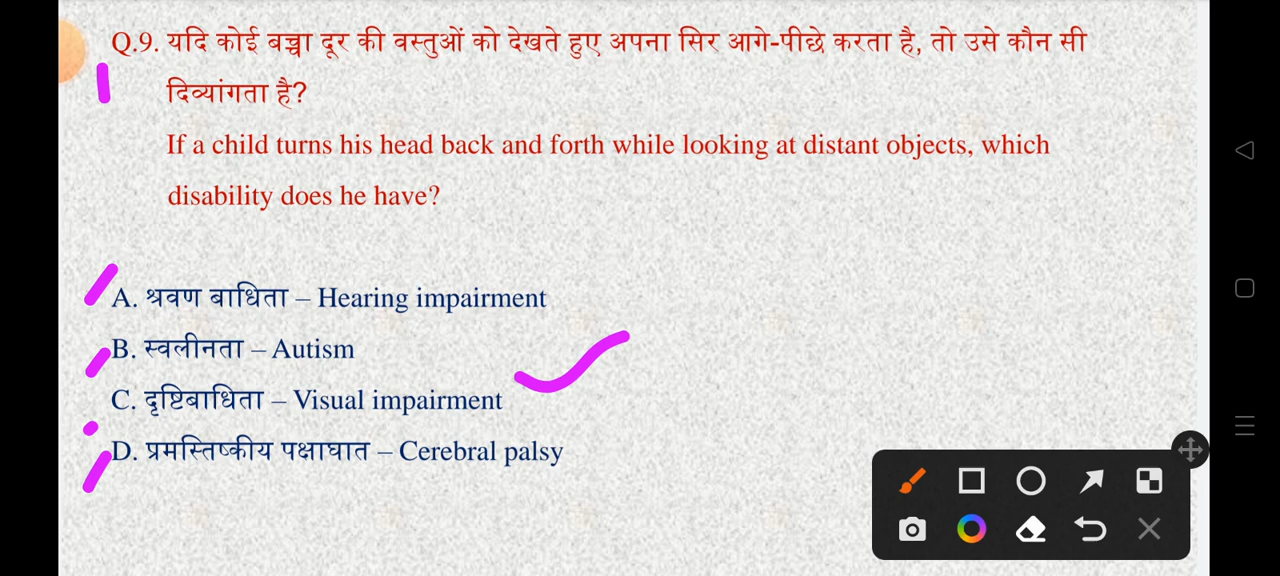 Q.9. यदि कोई बच्चा दूर की वस्तुओं को देखते हुए अपना सिर आगे-पीछे करता है, तो उसे कौन सी
दिव्यांगता है?
If a child turns his head back and forth while looking at distant objects, which
disability does he have?
A. श्रवण बाधिता – Hearing impairment
B. स्वलीनता – Autism
C. दृष्टिबाधिता – Visual impairment
D. प्रमस्तिष्कीय पक्षाघात – Cerebral palsy